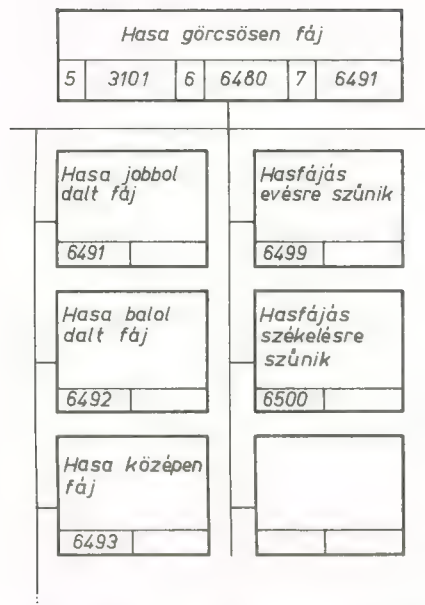 Hasa görcsösen fáj
5 3101 6 6480 7 6491
Hasa jobbol
dalt fáj
6491
Hasa balol
dalt fáj
6492
Hasa középen
fáj
6493
Hasfájás
evésre szűnik
6499
Hasfájás
székelésre
szűnik
6500